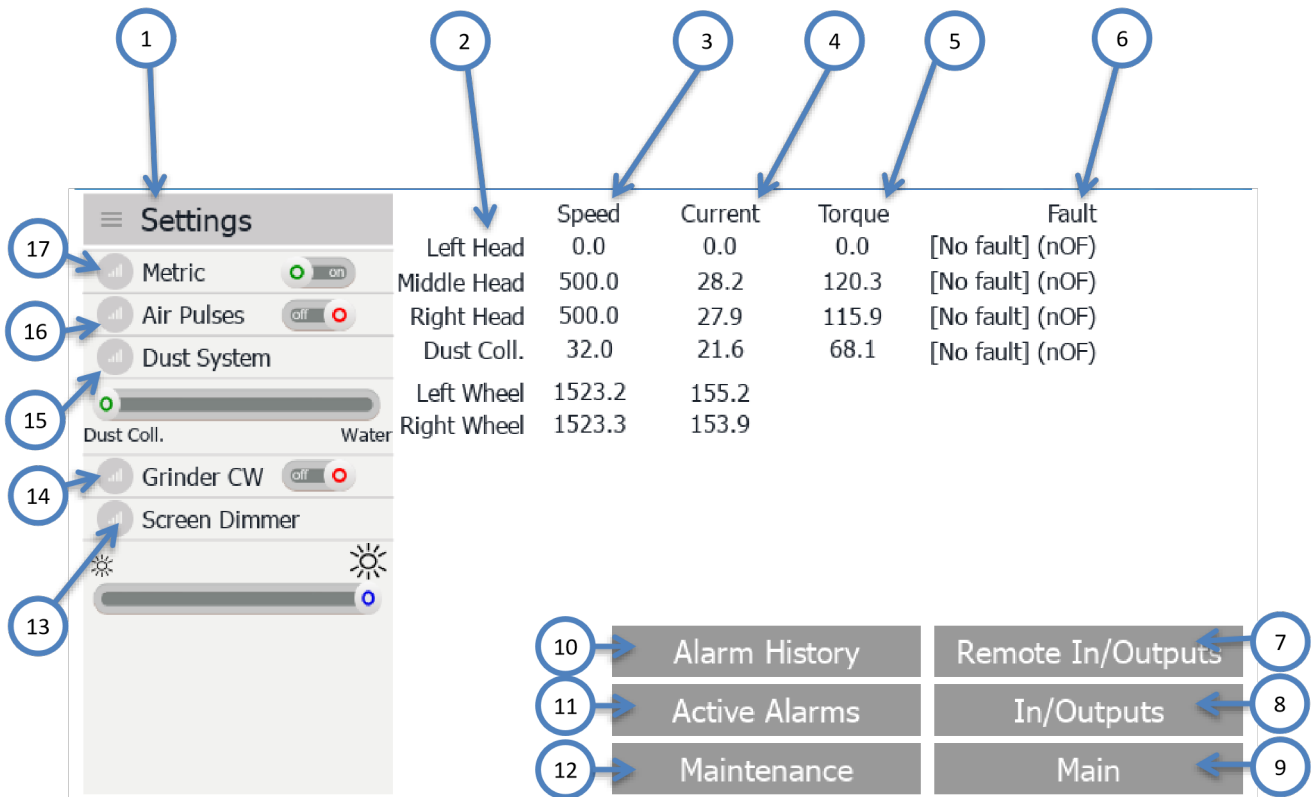 1 2 3 4 5 6
Settings
Speed Current Torque Fault
17 Metric on
Left Head 0.0 0.0 0.0 [No fault] (nOF)
16 Air Pulses off
Middle Head 500.0 28.2 120.3 [No fault] (nOF)
Right Head 500.0 27.9 115.9 [No fault] (nOF)
15 Dust System
Dust Coll. 32.0 21.6 68.1 [No fault] (nOF)
Left Wheel 1523.2 155.2
Dust Coll. Water
Right Wheel 1523.3 153.9
14 Grinder CW off
13 Screen Dimmer
10 Alarm History Remote In/Outputs 7
11 Active Alarms In/Outputs 8
12 Maintenance Main 9